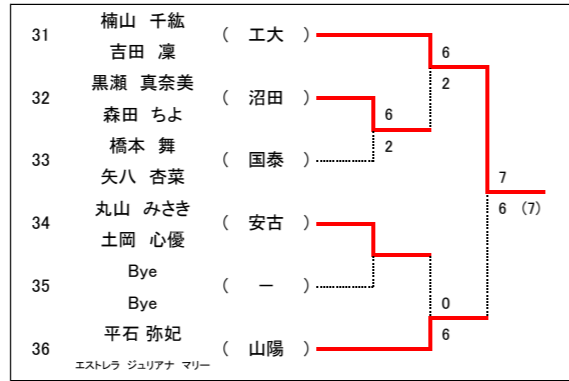 楠山 千紘
31 ( 工大 )
吉田 凜
6
2
黒瀬 真奈美
32 ( 沼田 )
森田 ちよ
6
2
橋本 舞
33 ( 国泰 )
矢八 杏菜
7
6 (7)
丸山 みさき
34 ( 安古 )
土岡 心優
Bye
35 ( ー )
Bye
0
6
平石 弥妃
36 ( 山陽 )
エストレラ ジュリアナ マリー